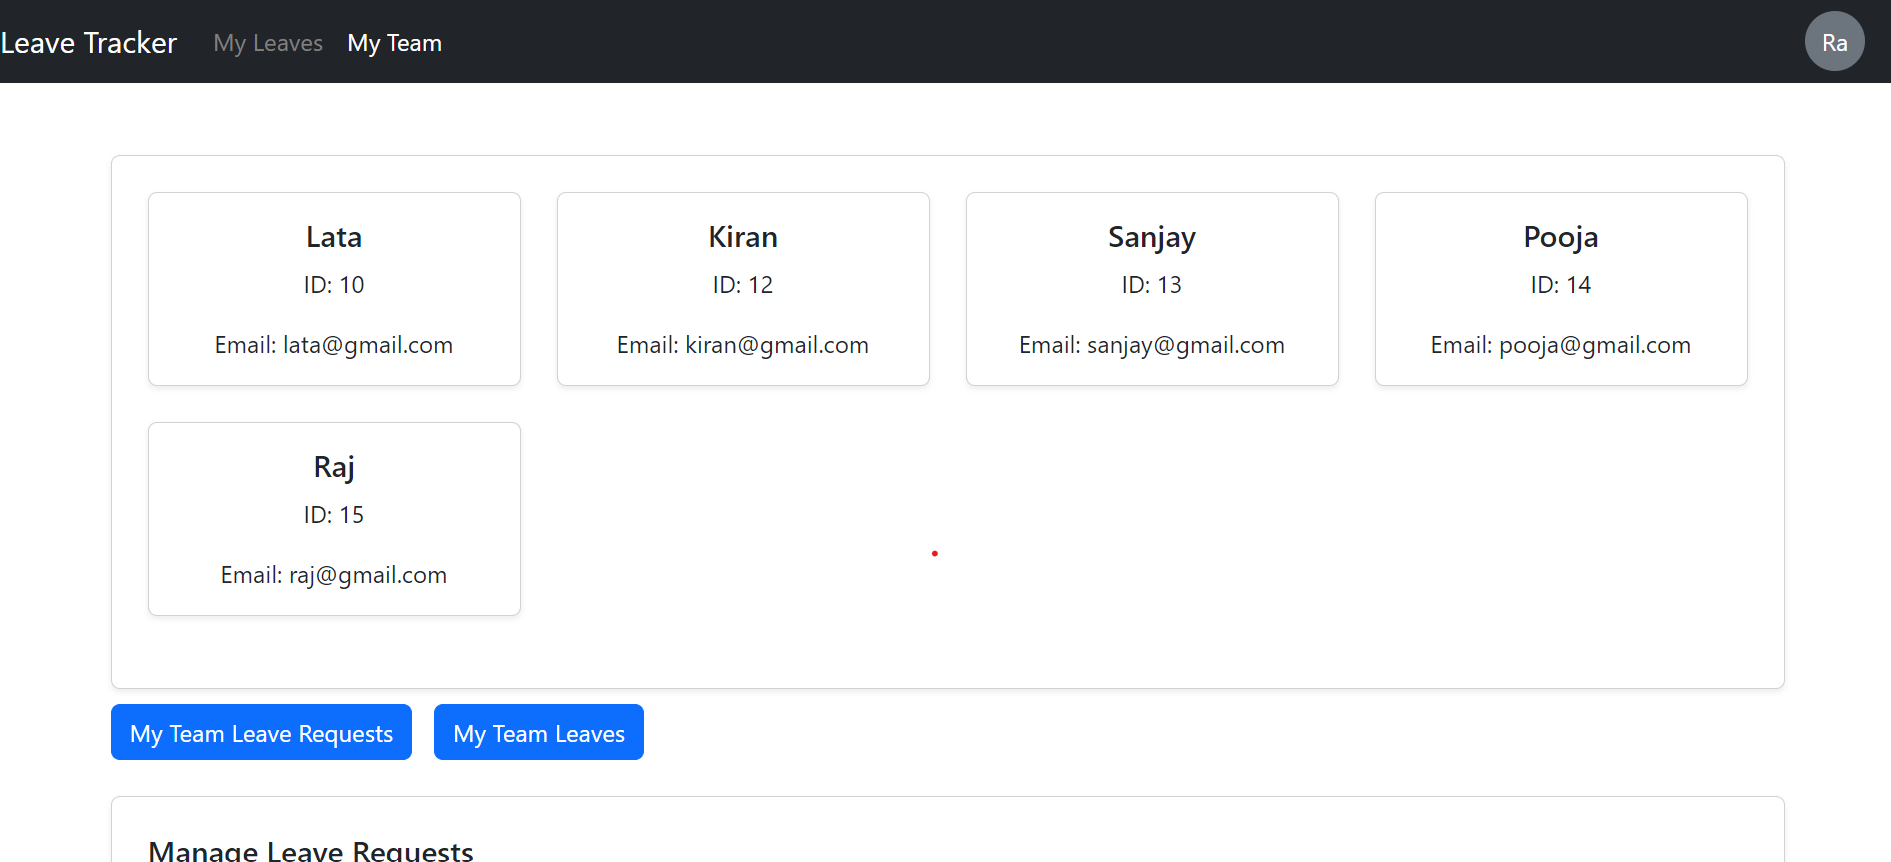 Leave Tracker My Leaves My Team Ra
Lata
ID: 10
Email: lata@gmail.com
Kiran
ID: 12
Email: kiran@gmail.com
Sanjay
ID: 13
Email: sanjay@gmail.com
Pooja
ID: 14
Email: pooja@gmail.com
Raj
ID: 15
Email: raj@gmail.com
My Team Leave Requests My Team Leaves
Manage Leave Requests